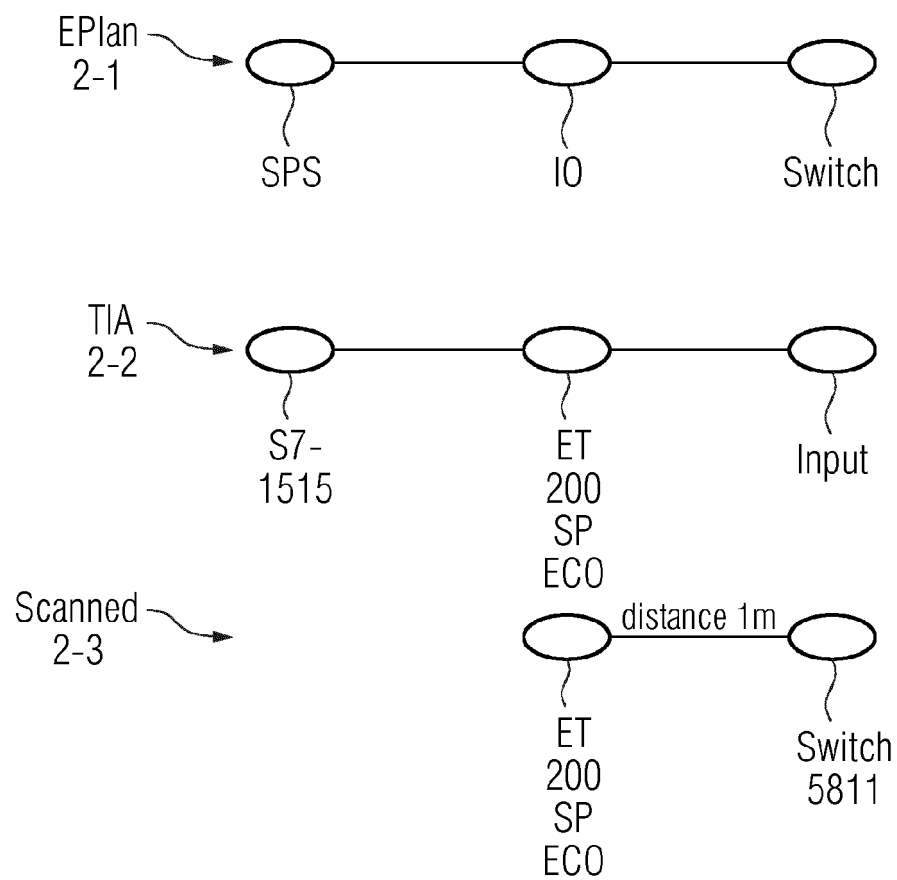 EPlan
2-1
SPS
IO
Switch
TIA
2-2
S7-
1515
ET
200
SP
ECO
Input
Scanned
2-3
distance 1m
ET
200
SP
ECO
Switch
5811